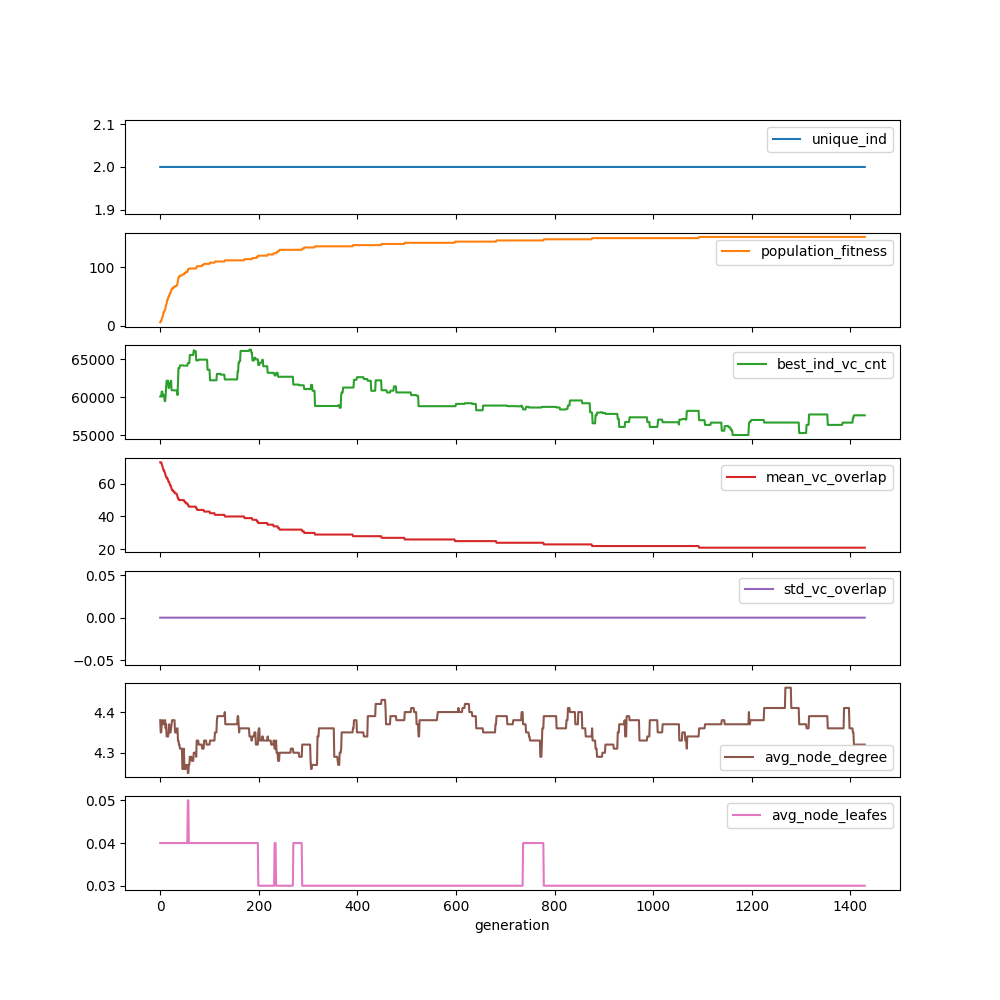 2.1
2.0
1.9
unique_ind
100
0
population_fitness
65000
60000
55000
best_ind_vc_cnt
60
40
20
mean_vc_overlap
0.05
0.00
−0.05
std_vc_overlap
4.4
4.3
avg_node_degree
0.05
0.04
0.03
avg_node_leafes
0 200 400 600 800 1000 1200 1400
generation